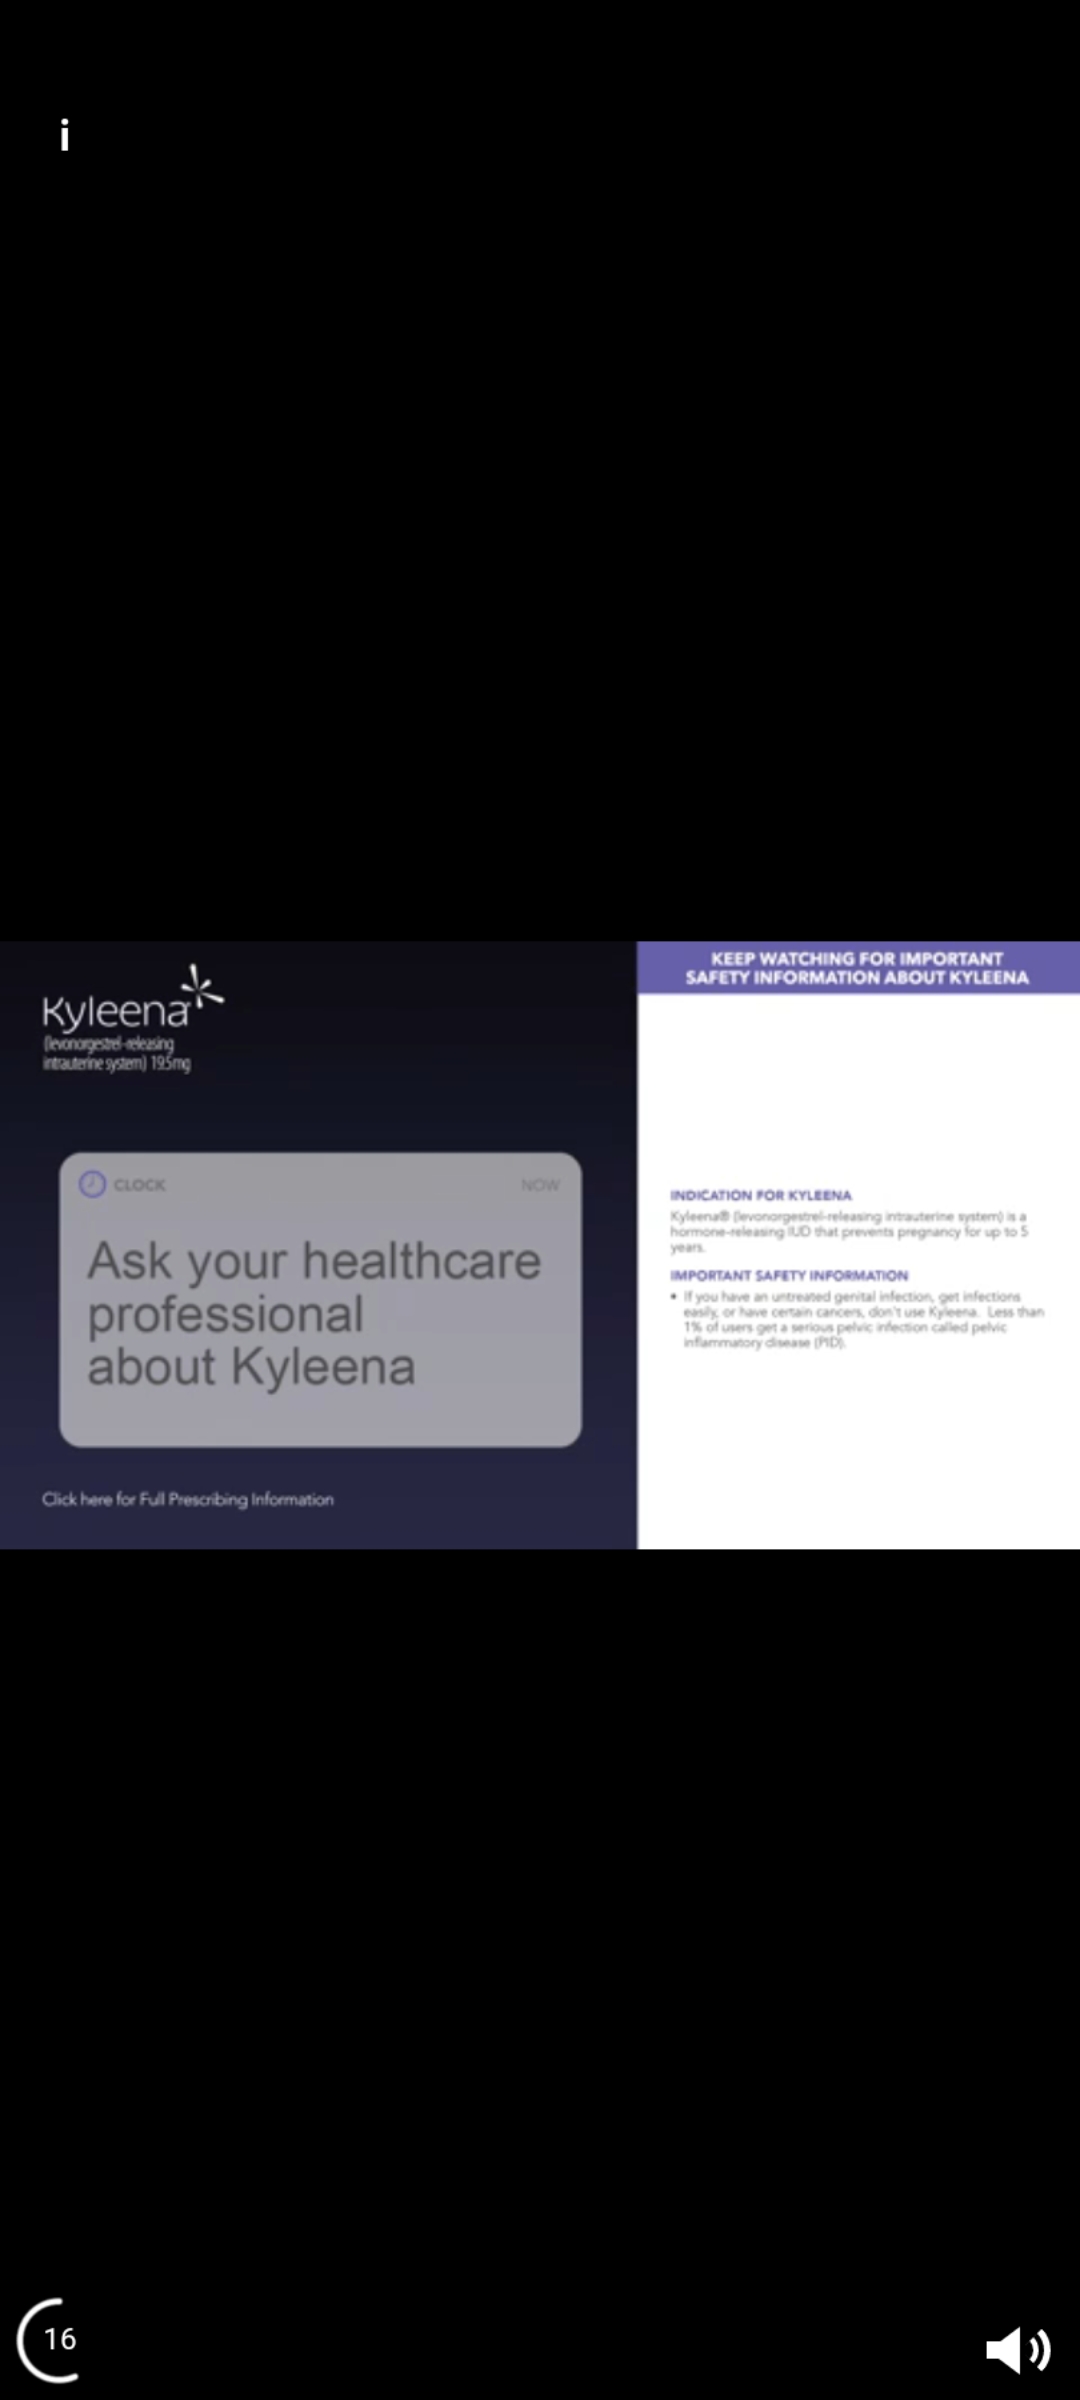 i
Kyleena
(levonorgestrel-releasing
intrauterine system) 19.5mg
CLOCK NOW
Ask your healthcare
professional
about Kyleena
Click here for Full Prescribing Information
KEEP WATCHING FOR IMPORTANT
SAFETY INFORMATION ABOUT KYLEENA
INDICATION FOR KYLEENA
Kyleena® (levonorgestrel-releasing intrauterine system) is a
hormone-releasing IUD that prevents pregnancy for up to 5
years.
IMPORTANT SAFETY INFORMATION
• If you have an untreated genital infection, get infections
easily, or have certain cancers, don't use Kyleena. Less than
1% of users get a serious pelvic infection called pelvic
inflammatory disease (PID).
16